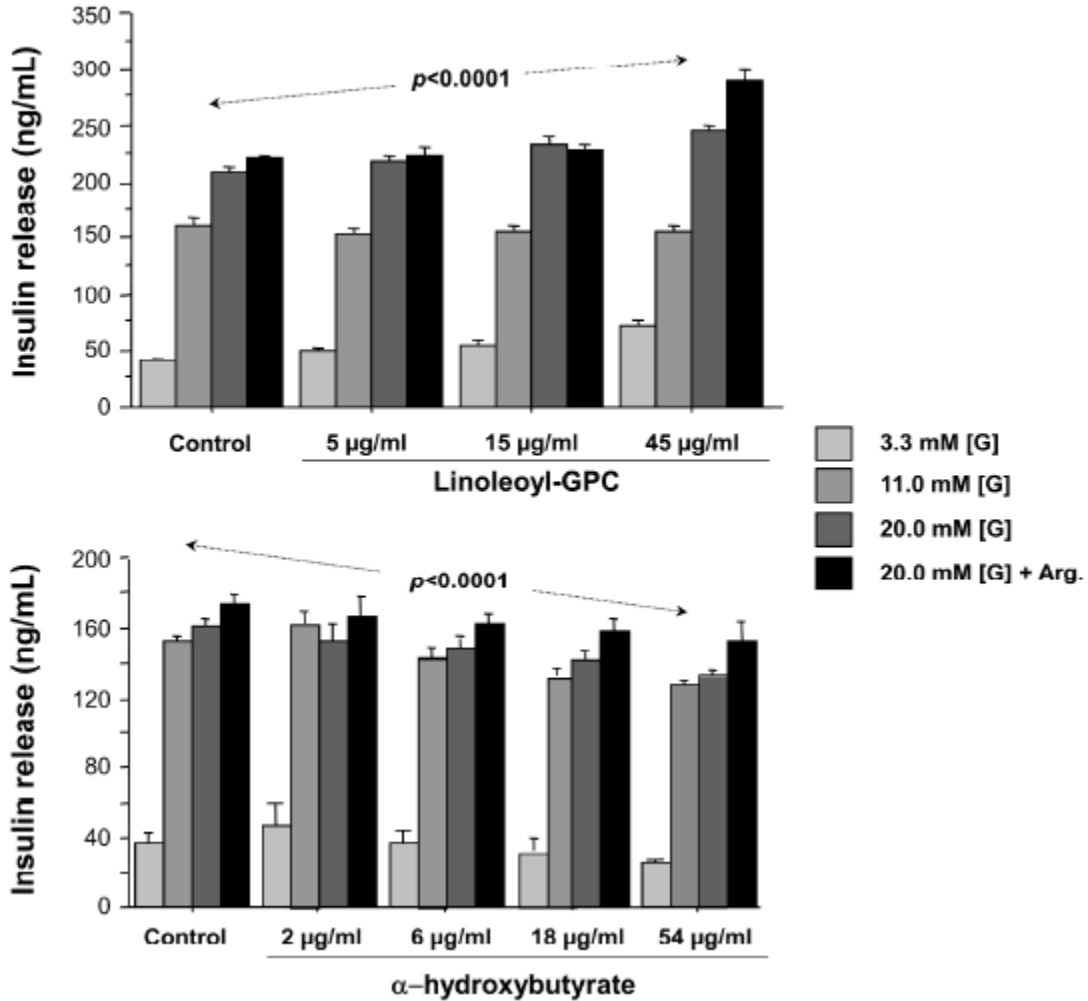 Insulin release (ng/mL)
350
300
250
200
150
100
50
0
p<0.0001
Control
5 µg/ml
15 µg/ml
45 µg/ml
Linoleoyl-GPC
3.3 mM [G]
11.0 mM [G]
20.0 mM [G]
20.0 mM [G] + Arg.
Insulin release (ng/mL)
200
160
120
80
40
0
p<0.0001
Control
2 µg/ml
6 µg/ml
18 µg/ml
54 µg/ml
α–hydroxybutyrate